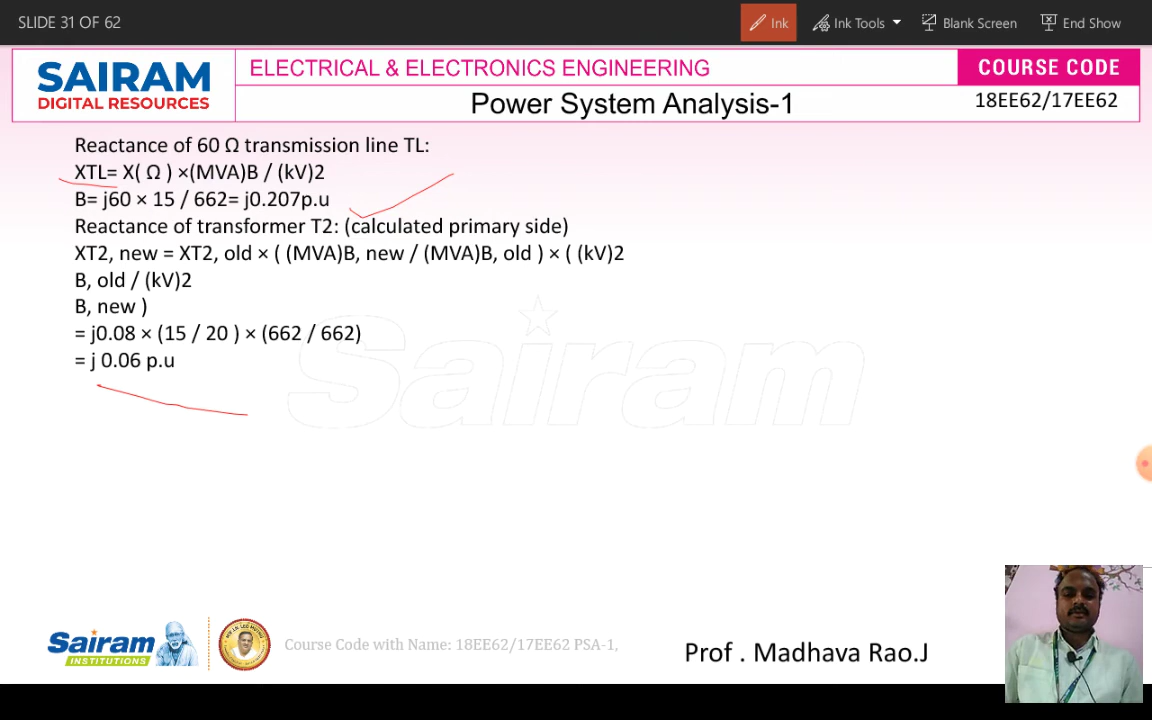 SLIDE 31 OF 62
Ink
Ink Tools
Blank Screen
End Show
SAIRAM
DIGITAL RESOURCES
ELECTRICAL & ELECTRONICS ENGINEERING
Power System Analysis-1
COURSE CODE
18EE62/17EE62
Reactance of 60 Ω transmission line TL:
XTL= X( Ω ) ×(MVA)B / (kV)2
B= j60 × 15 / 662= j0.207p.u
Reactance of transformer T2: (calculated primary side)
XT2, new = XT2, old × ( (MVA)B, new / (MVA)B, old ) × ( (kV)2
B, old / (kV)2
B, new )
= j0.08 × (15 / 20 ) × (662 / 662)
= j 0.06 p.u
Sairam
Sairam
INSTITUTIONS
Course Code with Name: 18EE62/17EE62 PSA-1,
Prof . Madhava Rao.J